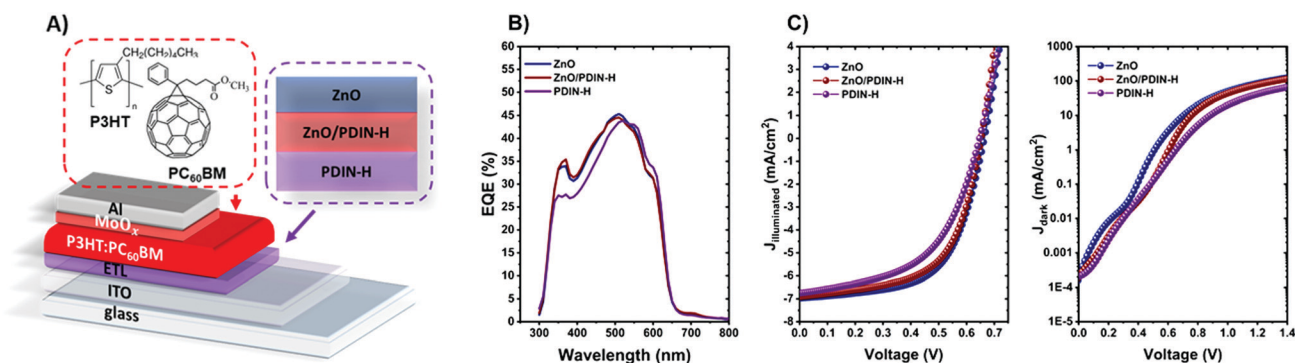 A)
CH₂(CH₂)₄CH₃
S
n
P3HT
O
O
CH₃
PC₆₀BM
ZnO
ZnO/PDIN-H
PDIN-H
Al
MoOₓ
P3HT:PC₆₀BM
ETL
ITO
glass
B)
EQE (%)
60
55
50
45
40
35
30
25
20
15
10
5
0
ZnO
ZnO/PDIN-H
PDIN-H
300 400 500 600 700 800
Wavelength (nm)
C)
J illuminated (mA/cm²)
4
3
2
1
0
-1
-2
-3
-4
-5
-6
-7
-8
ZnO
ZnO/PDIN-H
PDIN-H
0.0 0.1 0.2 0.3 0.4 0.5 0.6 0.7
Voltage (V)
J dark (mA/cm²)
1000
100
10
1
0.1
0.01
0.001
1E-4
1E-5
ZnO
ZnO/PDIN-H
PDIN-H
0.0 0.2 0.4 0.6 0.8 1.0 1.2 1.4
Voltage (V)